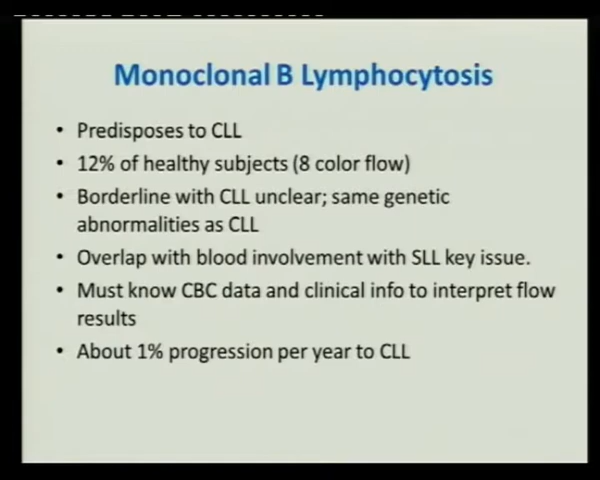 Monoclonal B Lymphocytosis
• Predisposes to CLL
• 12% of healthy subjects (8 color flow)
• Borderline with CLL unclear; same genetic
abnormalities as CLL
• Overlap with blood involvement with SLL key issue.
• Must know CBC data and clinical info to interpret flow
results
• About 1% progression per year to CLL